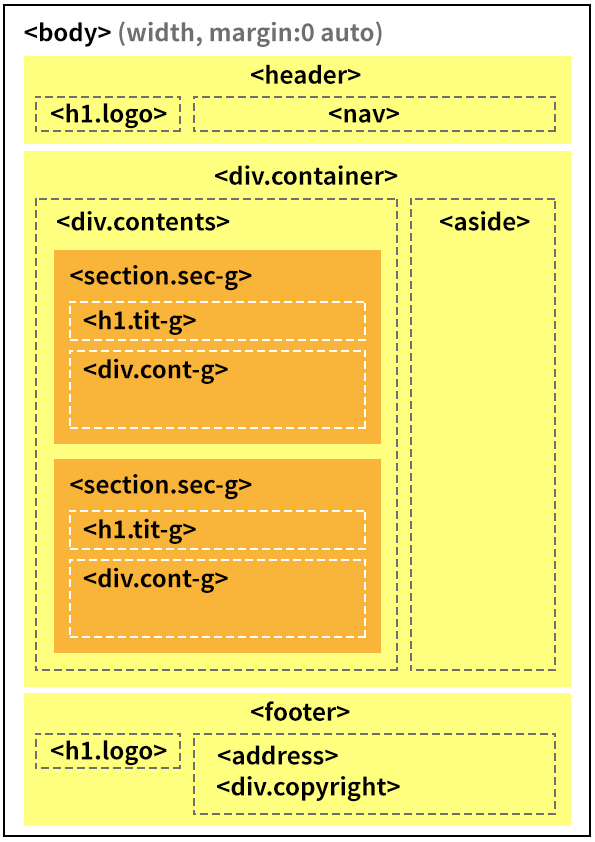 <body> (width, margin:0 auto)
<header>
<h1.logo> <nav>
<div.container>
<div.contents>
<section.sec-g>
<h1.tit-g>
<div.cont-g>
<section.sec-g>
<h1.tit-g>
<div.cont-g>
<aside>
<footer>
<h1.logo>
<address>
<div.copyright>